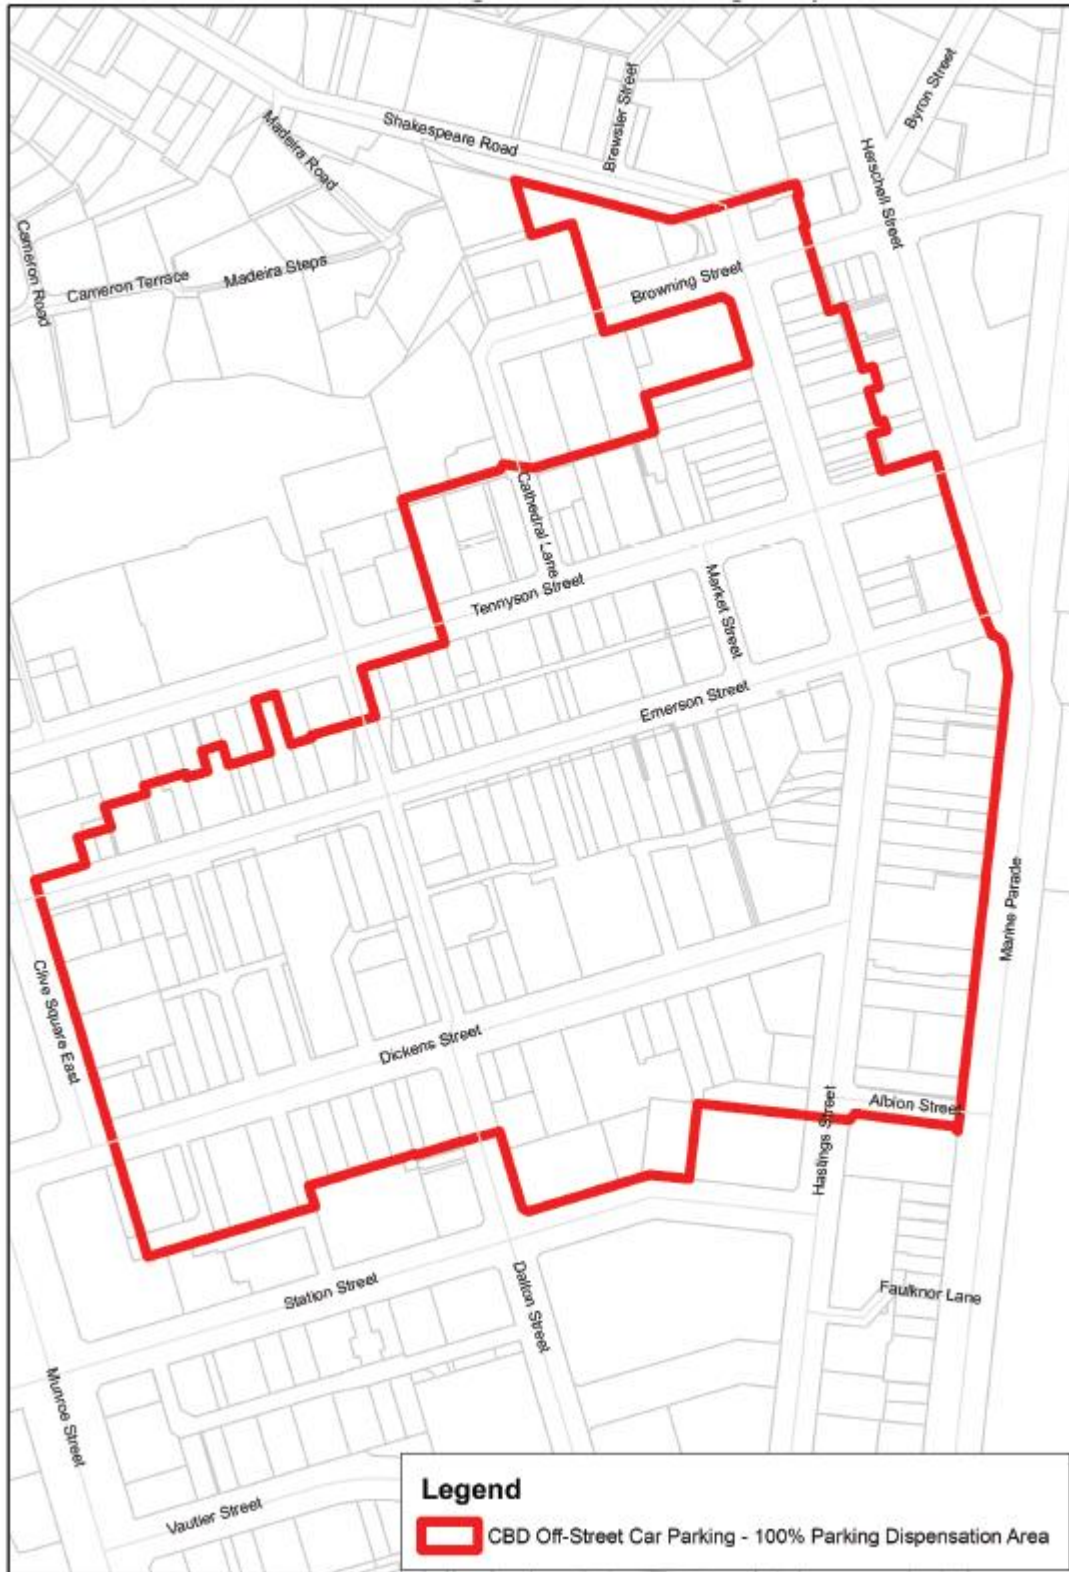 Byron Street
Shakespeare Road
Brewster Street
Madeira Road
Herschell Street
Cameron Road
Cameron Terrace
Madeira Steps
Browning Street
Cathedral Lane
Tennyson Street
Market Street
Emerson Street
Marine Parade
Clive Square East
Dickens Street
Albion Street
Hastings Street
Station Street
Dalton Street
Faulknor Lane
Munroe Street
Vautier Street
Legend
CBD Off-Street Car Parking - 100% Parking Dispensation Area